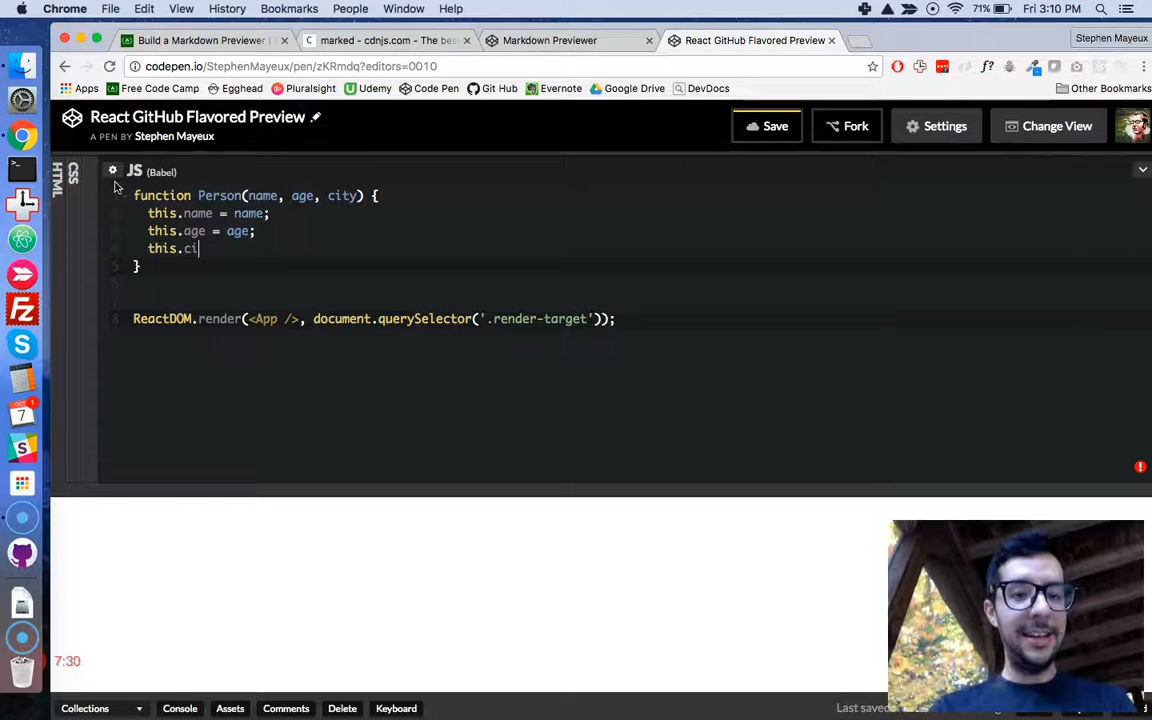 Chrome File Edit View History Bookmarks People Window Help 71% Fri 3:10 PM
Build a Markdown Previewer | marked - cdnjs.com - The bes Markdown Previewer React GitHub Flavored Preview Stephen Mayeux
codepen.io/StephenMayeux/pen/zKRmdq?editors=0010
Apps Free Code Camp Egghead Pluralsight Udemy Code Pen Git Hub Evernote Google Drive DevDocs Other Bookmarks
React GitHub Flavored Preview
A PEN BY Stephen Mayeux
Save Fork Settings Change View
HTML
CSS
JS (Babel)
function Person(name, age, city) {
this.name = name;
this.age = age;
this.ci
5 }
8 ReactDOM.render(<App />, document.querySelector('.render-target'));
7:30
Collections Console Assets Comments Delete Keyboard